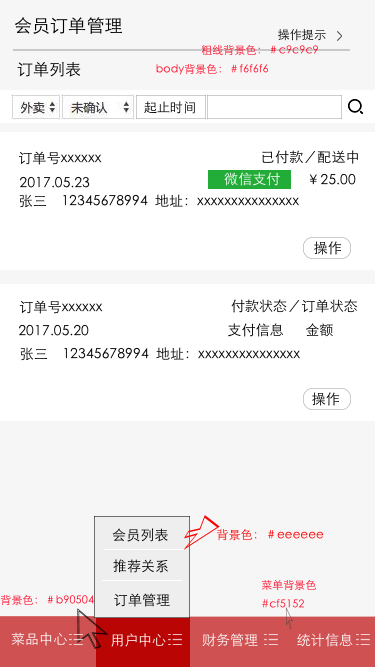 会员订单管理
操作提示
粗线背景色：#c9c9c9
订单列表
body背景色：#f6f6f6
外卖 未确认 起止时间
订单号xxxxxx 已付款／配送中
2017.05.23 微信支付 ￥25.00
张三 12345678994 地址：xxxxxxxxxxxxxxx
操作
订单号xxxxxx 付款状态／订单状态
2017.05.20 支付信息 金额
张三 12345678994 地址：xxxxxxxxxxxxxxx
操作
会员列表 背景色：#eeeeee
推荐关系
菜单背景色
背景色：#b90504 订单管理 #cf5152
菜品中心 用户中心 财务管理 统计信息